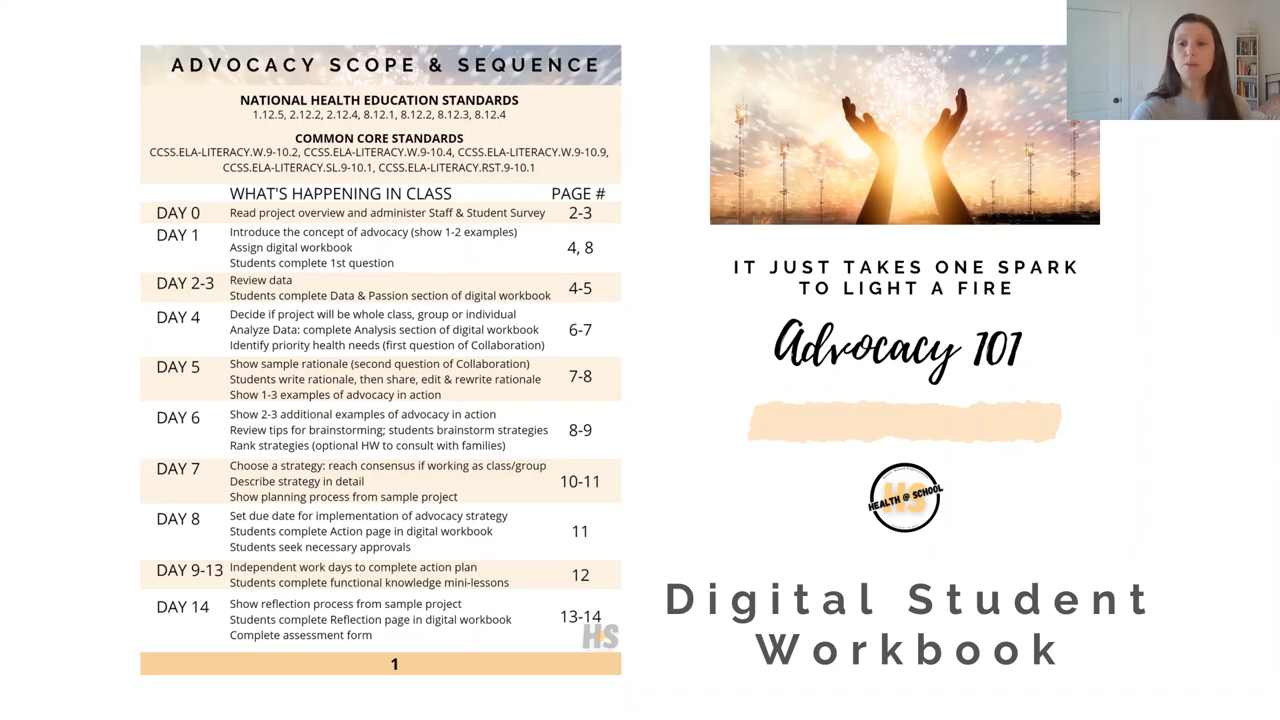 ADVOCACY SCOPE & SEQUENCE
NATIONAL HEALTH EDUCATION STANDARDS
1.12.5, 2.12.2, 2.12.4, 8.12.1, 8.12.2, 8.12.3, 8.12.4
COMMON CORE STANDARDS
CCSS.ELA-LITERACY.W.9-10.2, CCSS.ELA-LITERACY.W.9-10.4, CCSS.ELA-LITERACY.W.9-10.9,
CCSS.ELA-LITERACY.SL.9-10.1, CCSS.ELA-LITERACY.RST.9-10.1
WHAT'S HAPPENING IN CLASS PAGE #
DAY 0 Read project overview and administer Staff & Student Survey 2-3
DAY 1 Introduce the concept of advocacy (show 1-2 examples)
Assign digital workbook 4, 8
Students complete 1st question
DAY 2-3 Review data
Students complete Data & Passion section of digital workbook 4-5
DAY 4 Decide if project will be whole class, group or individual
Analyze Data: complete Analysis section of digital workbook 6-7
Identify priority health needs (first question of Collaboration)
DAY 5 Show sample rationale (second question of Collaboration)
Students write rationale, then share, edit & rewrite rationale 7-8
Show 1-3 examples of advocacy in action
DAY 6 Show 2-3 additional examples of advocacy in action
Review tips for brainstorming; students brainstorm strategies 8-9
Rank strategies (optional HW to consult with families)
DAY 7 Choose a strategy: reach consensus if working as class/group
Describe strategy in detail 10-11
Show planning process from sample project
DAY 8 Set due date for implementation of advocacy strategy
Students complete Action page in digital workbook 11
Students seek necessary approvals
DAY 9-13 Independent work days to complete action plan
Students complete functional knowledge mini-lessons 12
DAY 14 Show reflection process from sample project
Students complete Reflection page in digital workbook 13-14
Complete assessment form
HS
1
IT JUST TAKES ONE SPARK
TO LIGHT A FIRE
Advocacy 101
HS
HEALTH @ SCHOOL
Digital Student
Workbook